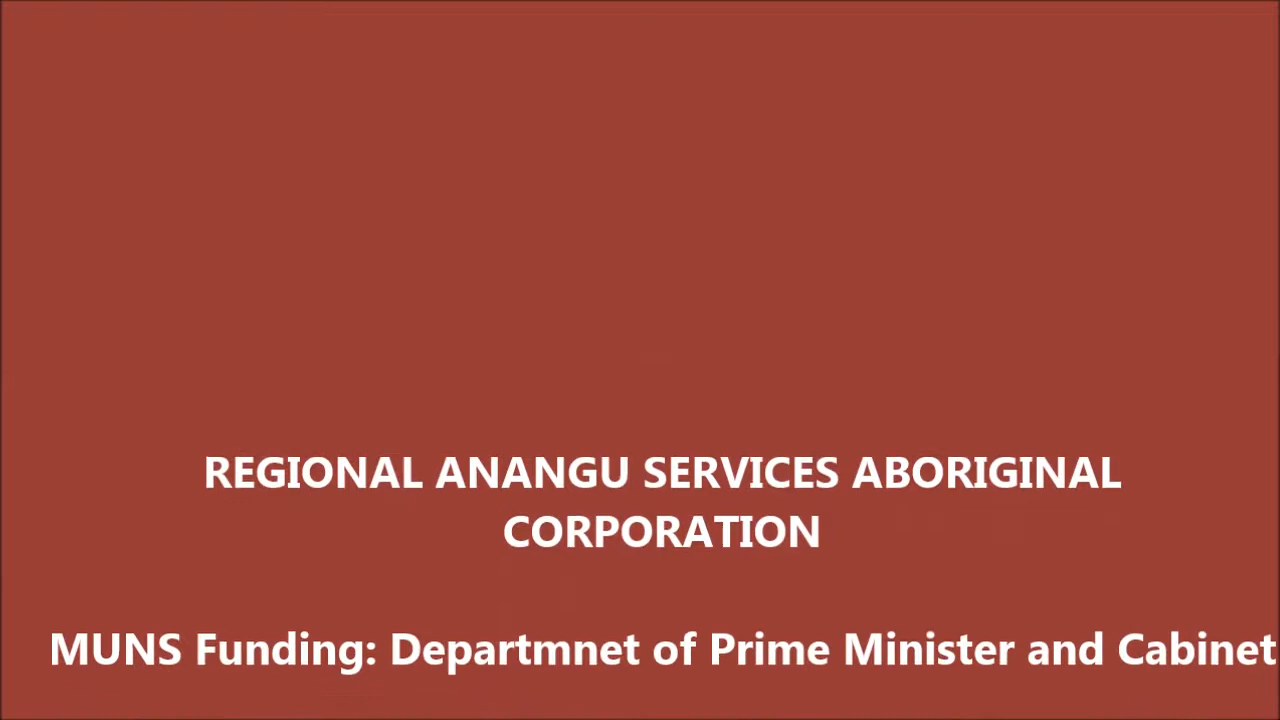 REGIONAL ANANGU SERVICES ABORIGINAL
CORPORATION
MUNS Funding: Departmnet of Prime Minister and Cabinet